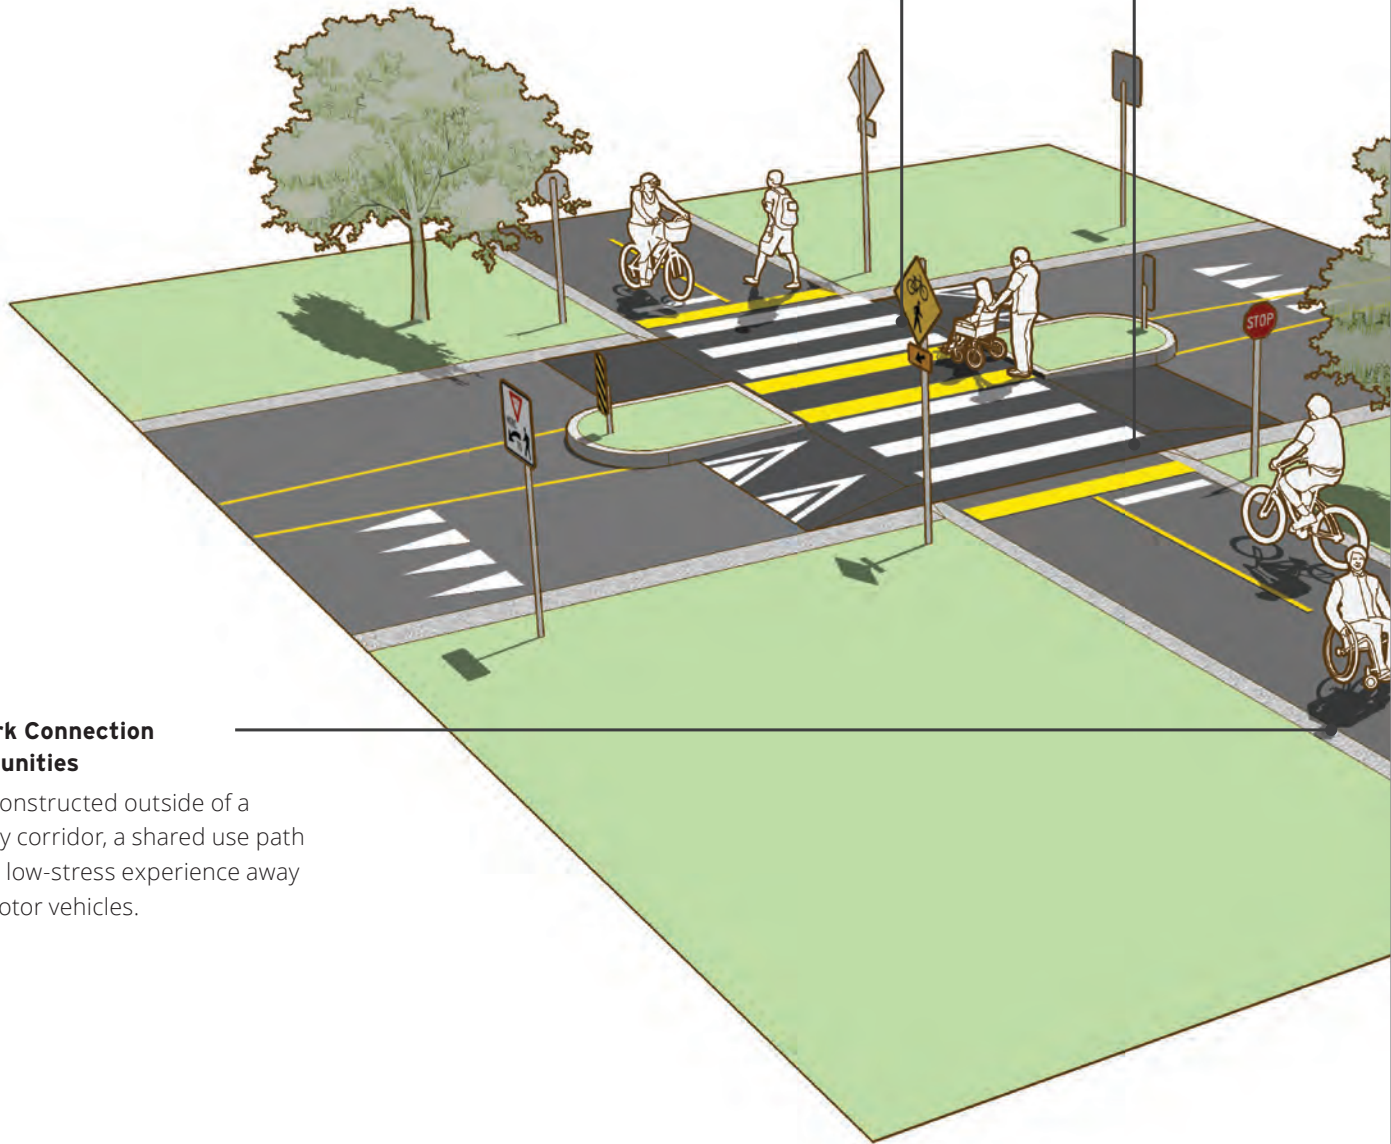 STOP
rk Connection
unities
onstructed outside of a
y corridor, a shared use path
low-stress experience away
otor vehicles.